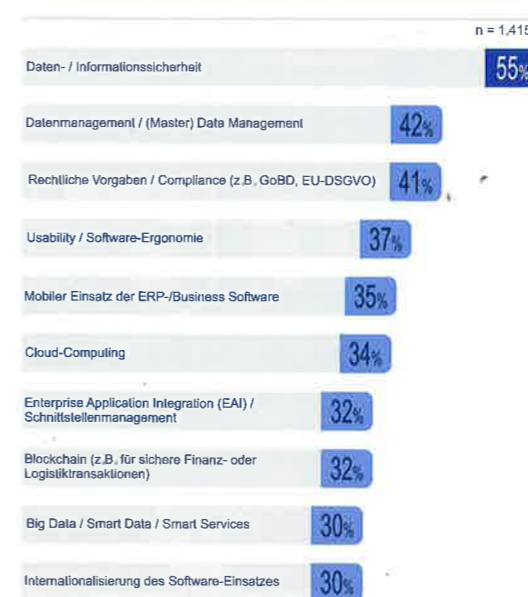 n = 1,415
Daten- / Informationssicherheit
55%
Datenmanagement / (Master) Data Management
42%
Rechtliche Vorgaben / Compliance (z.B. GoBD, EU-DSGVO)
41%
Usability / Software-Ergonomie
37%
Mobiler Einsatz der ERP-/Business Software
35%
Cloud-Computing
34%
Enterprise Application Integration (EAI) /
Schnittstellenmanagement
32%
Blockchain (z.B. für sichere Finanz- oder
Logistiktransaktionen)
32%
Big Data / Smart Data / Smart Services
30%
Internationalisierung des Software-Einsatzes
30%